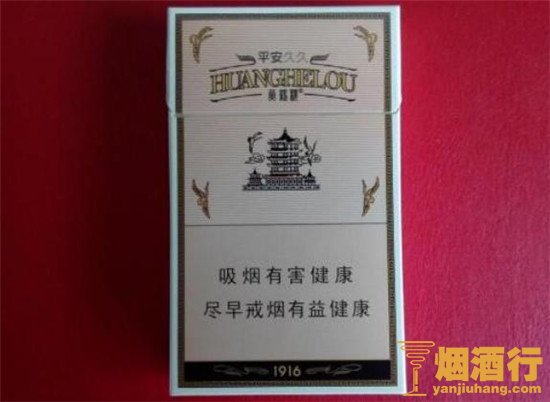 平安久久
HUANGHELOU
黄鹤楼®
吸烟有害健康
尽早戒烟有益健康
1916
烟酒行
yanjiuhang.com